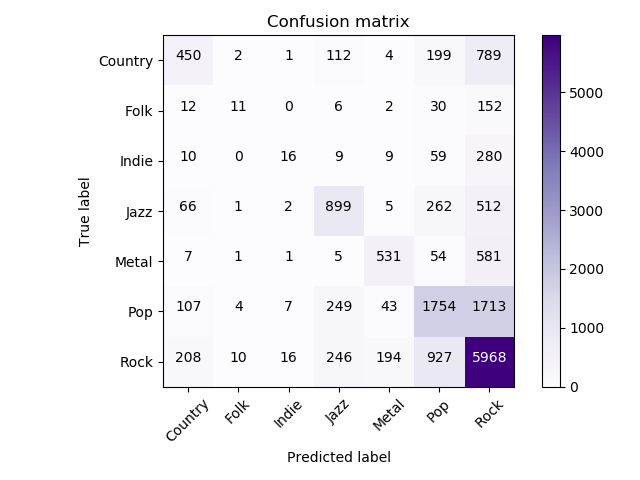 Confusion matrix
Country 450 2 1 112 4 199 789
Folk 12 11 0 6 2 30 152
Indie 10 0 16 9 9 59 280
Jazz 66 1 2 899 5 262 512
Metal 7 1 1 5 531 54 581
Pop 107 4 7 249 43 1754 1713
Rock 208 10 16 246 194 927 5968
Country Folk Indie Jazz Metal Pop Rock
True label
Predicted label
5000
4000
3000
2000
1000
0